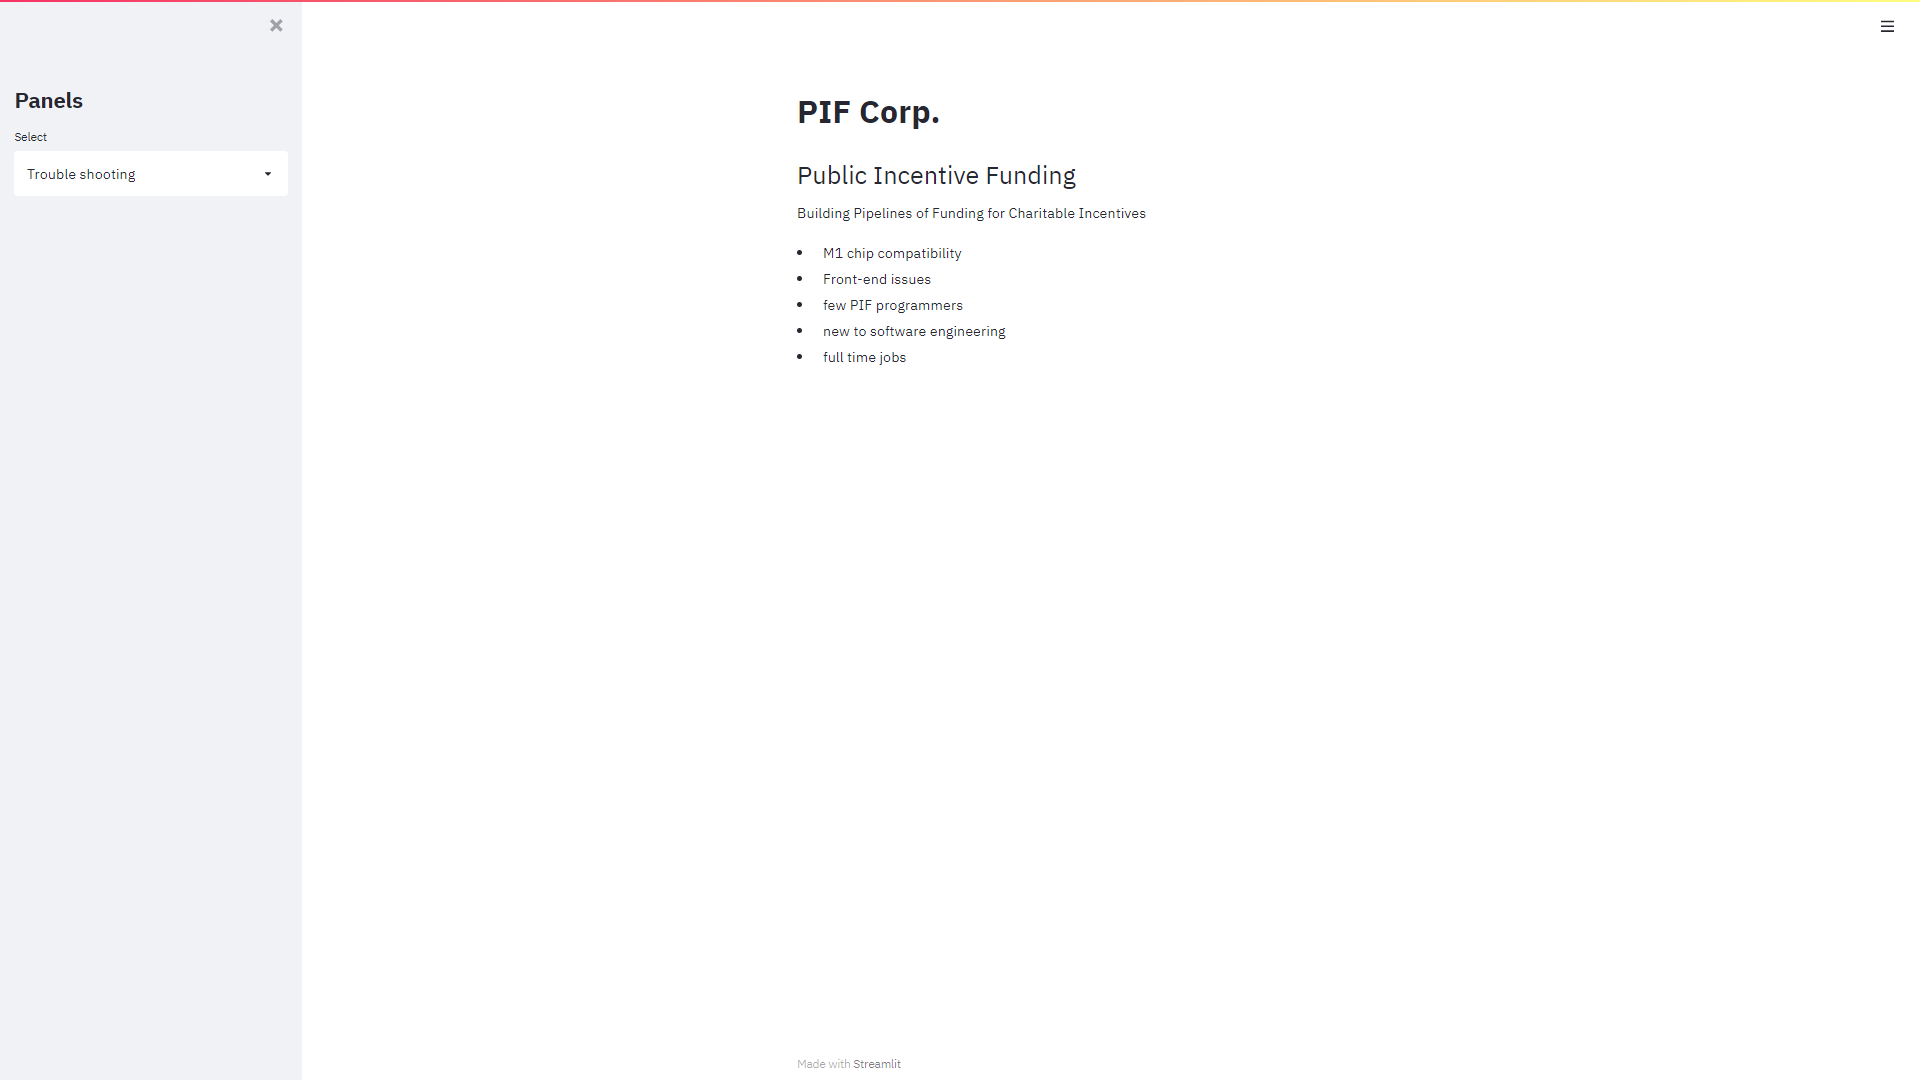 Panels
Select
Trouble shooting
PIF Corp.
Public Incentive Funding
Building Pipelines of Funding for Charitable Incentives
• M1 chip compatibility
• Front-end issues
• few PIF programmers
• new to software engineering
• full time jobs
Made with Streamlit